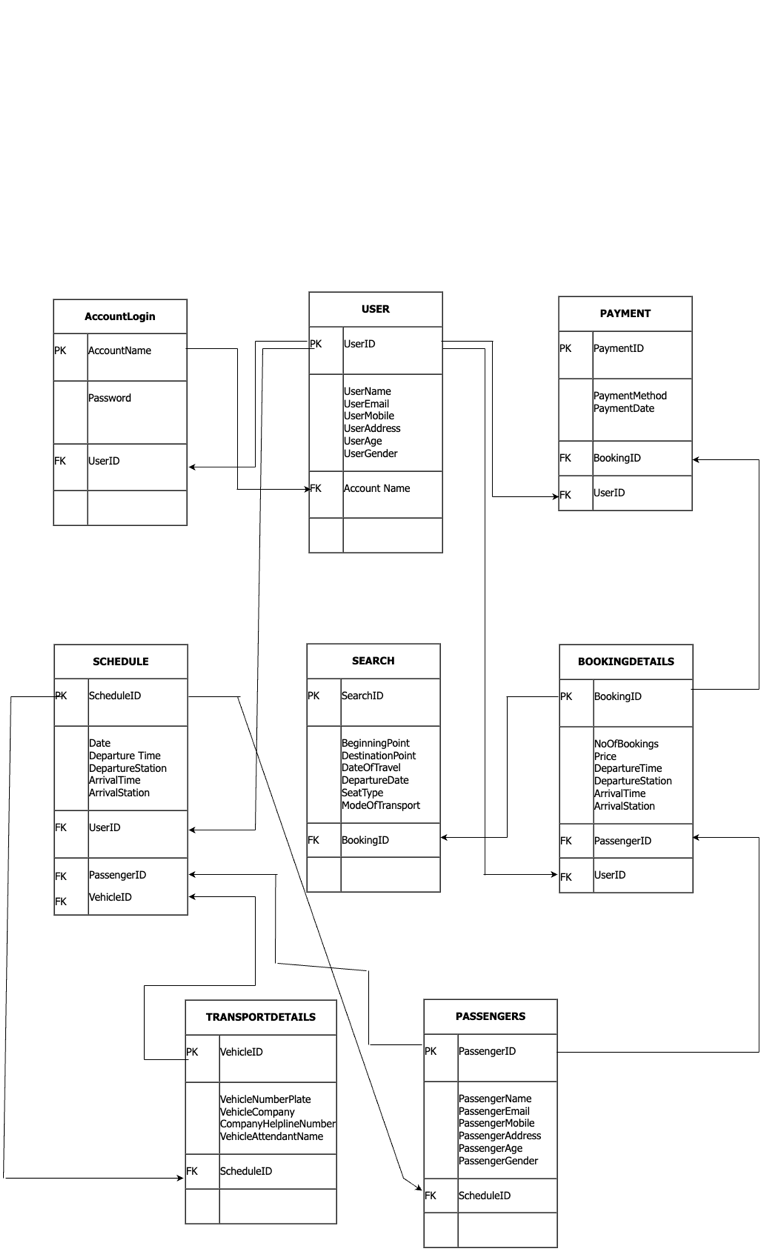 AccountLogin
PK AccountName
Password
FK UserID
USER
PK UserID
UserName
UserEmail
UserMobile
UserAddress
UserAge
UserGender
FK Account Name
PAYMENT
PK PaymentID
PaymentMethod
PaymentDate
FK BookingID
FK UserID
SCHEDULE
PK ScheduleID
Date
Departure Time
DepartureStation
ArrivalTime
ArrivalStation
FK UserID
FK PassengerID
FK VehicleID
SEARCH
PK SearchID
BeginningPoint
DestinationPoint
DateOfTravel
DepartureDate
SeatType
ModeOfTransport
FK BookingID
BOOKINGDETAILS
PK BookingID
NoOfBookings
Price
DepartureTime
DepartureStation
ArrivalTime
ArrivalStation
FK PassengerID
FK UserID
TRANSPORTDETAILS
PK VehicleID
VehicleNumberPlate
VehicleCompany
CompanyHelplineNumber
VehicleAttendantName
FK ScheduleID
PASSENGERS
PK PassengerID
PassengerName
PassengerEmail
PassengerMobile
PassengerAddress
PassengerAge
PassengerGender
FK ScheduleID